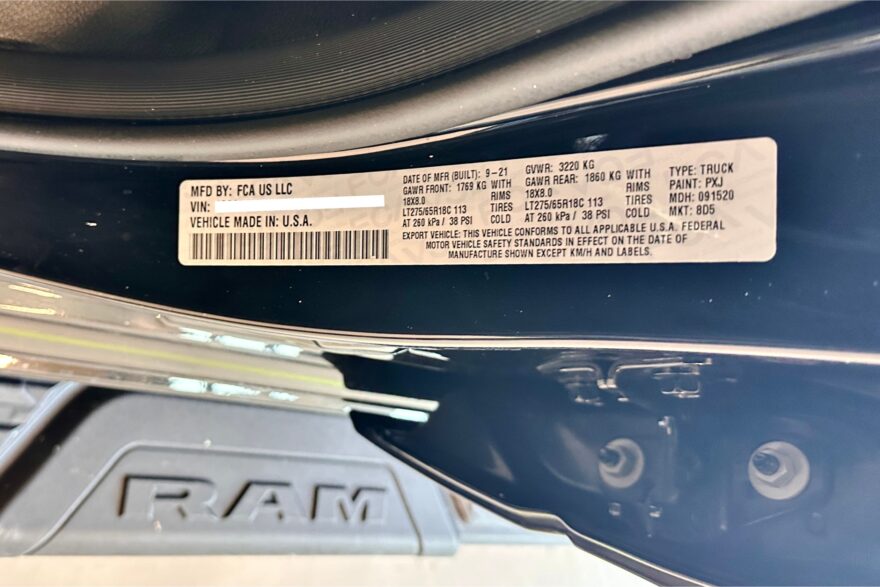 MFD BY: FCA US LLC
VIN:
VEHICLE MADE IN: U.S.A.
DATE OF MFR (BUILT): 9-21
GAWR FRONT: 1769 KG WITH
18X8.0 RIMS
LT275/65R18C 113 TIRES
AT 260 kPa / 38 PSI COLD
GVWR: 3220 KG
GAWR REAR: 1860 KG WITH
18X8.0 RIMS
LT275/65R18C 113 TIRES
AT 260 kPa / 38 PSI COLD
TYPE: TRUCK
PAINT: PXJ
MDH: 091520
MKT: 8D5
EXPORT VEHICLE: THIS VEHICLE CONFORMS TO ALL APPLICABLE U.S.A. FEDERAL
MOTOR VEHICLE SAFETY STANDARDS IN EFFECT ON THE DATE OF
MANUFACTURE SHOWN EXCEPT KM/H AND LABELS.
RAM